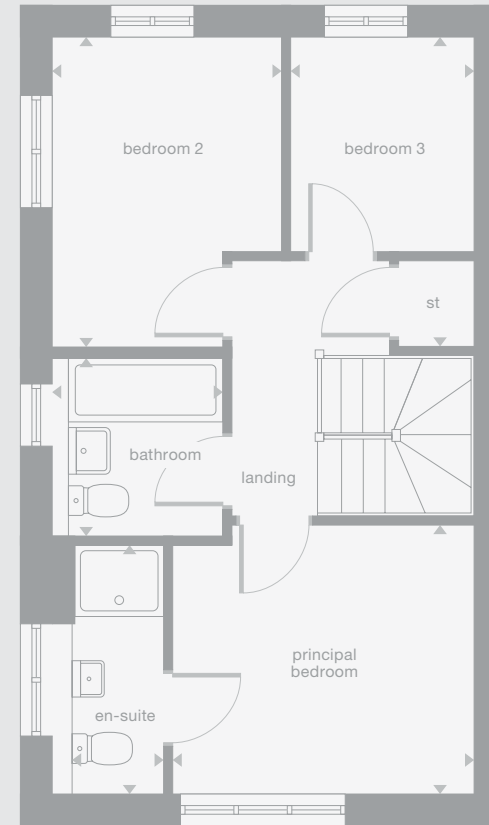 bedroom 2
bedroom 3
st
bathroom
landing
principal
bedroom
en-suite